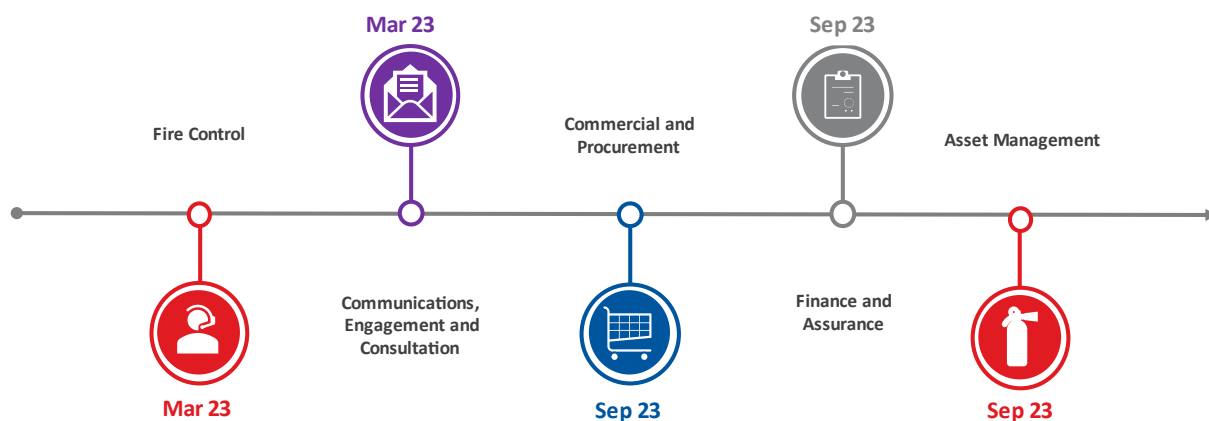 Mar 23
Sep 23
Fire Control
Commercial and
Procurement
Asset Management
Communications,
Engagement and
Consultation
Finance and
Assurance
Mar 23
Sep 23
Sep 23